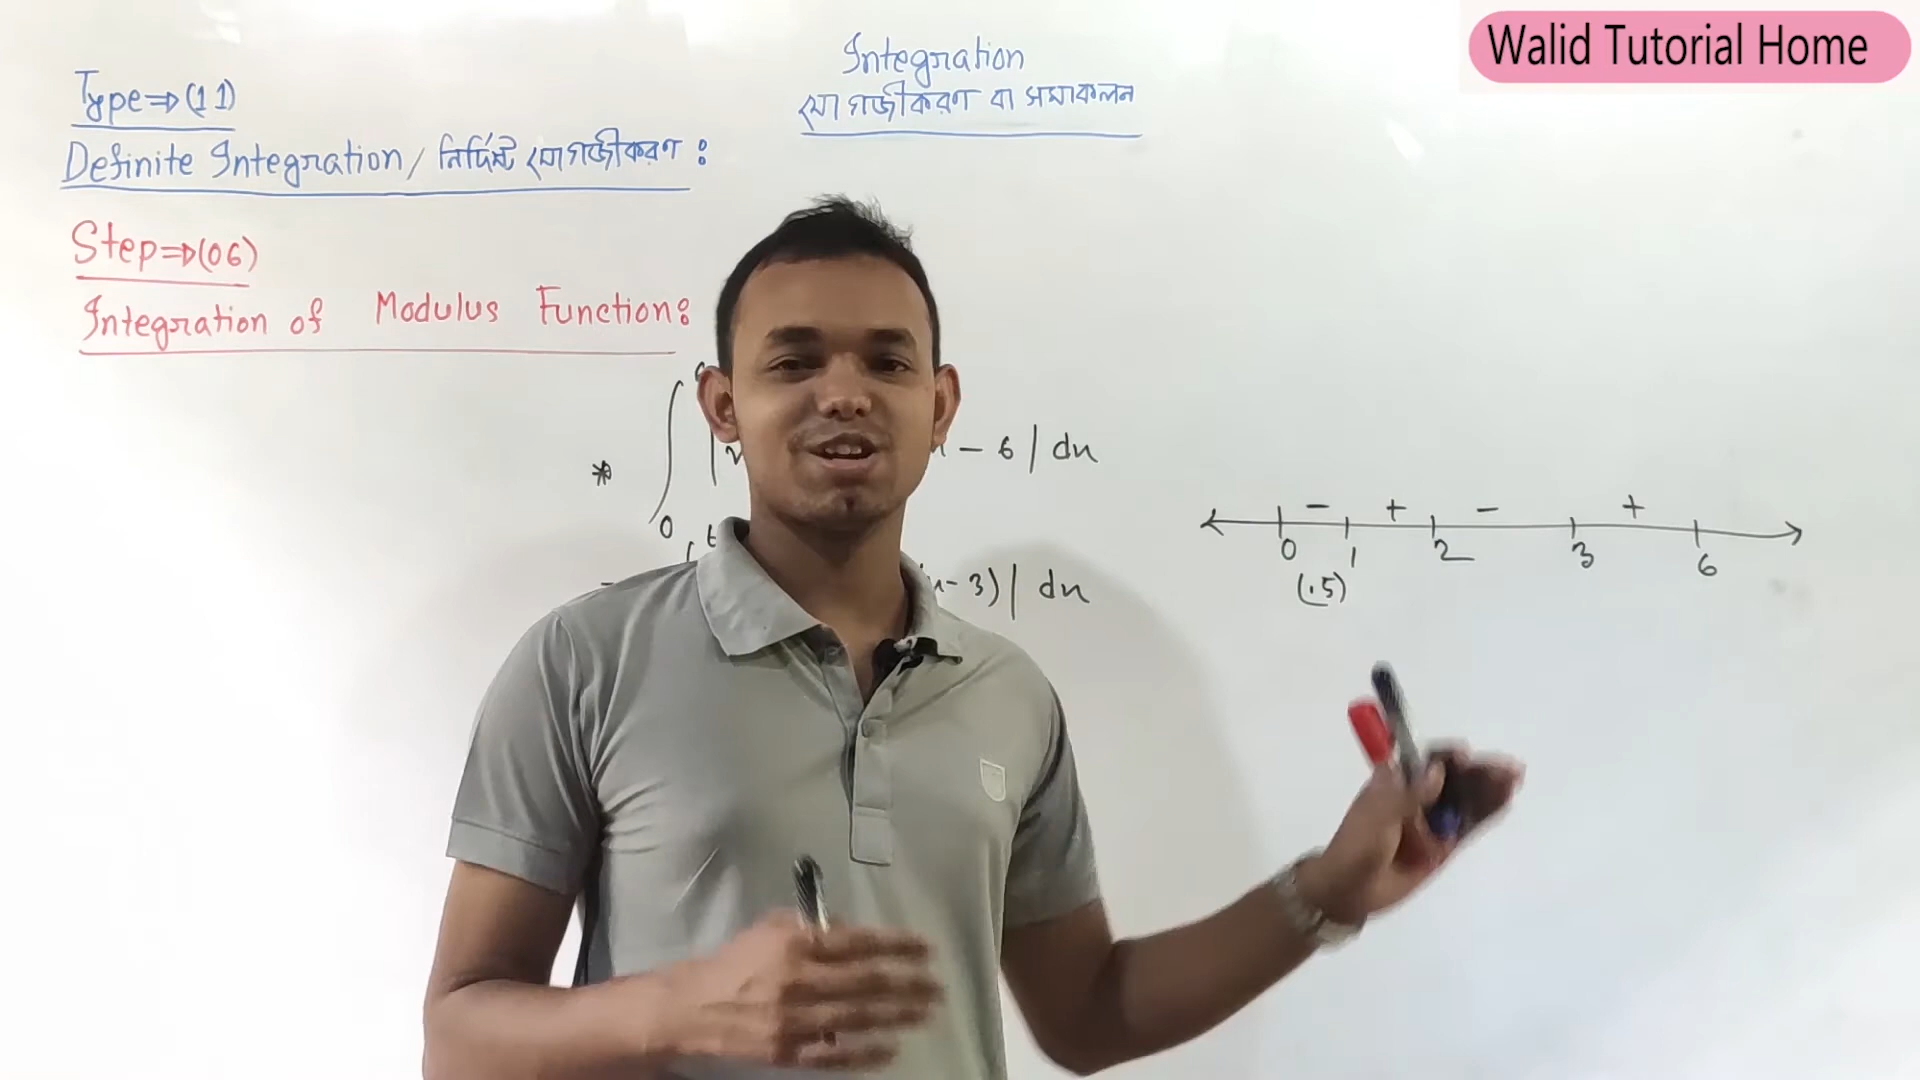 Walid Tutorial Home
Integration
যোগজীকরণ বা সমাকলন
Type⇒(11)
Definite Integration/নির্দিষ্ট যোগজীকরণ :
Step⇒(06)
Integration of Modulus Function:
* ∫ 0 | - 6 | dx
x-3)| dx
- + - +
0 1 2 3 6
(.5)